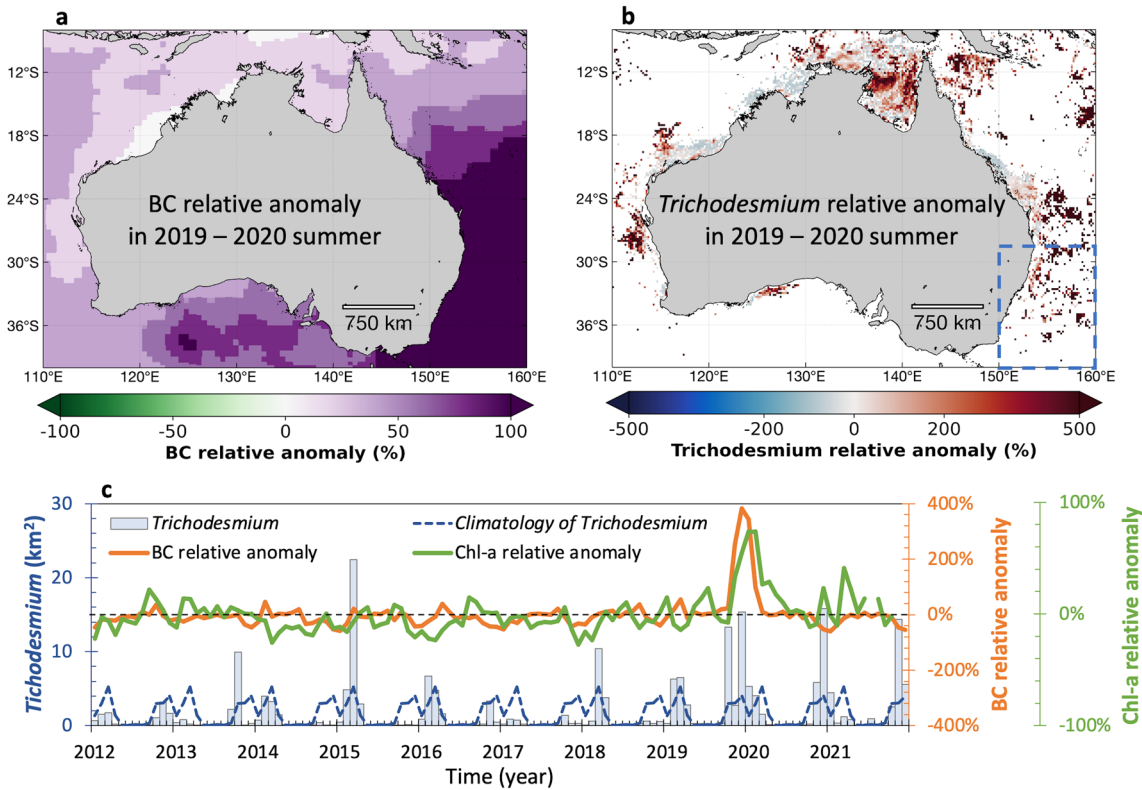 a
b
12°S
18°S
24°S
30°S
36°S
BC relative anomaly
in 2019 – 2020 summer
750 km
110°E
120°E
130°E
140°E
150°E
160°E
-100
-50
0
50
100
BC relative anomaly (%)
12°S
18°S
24°S
30°S
36°S
Trichodesmium relative anomaly
in 2019 – 2020 summer
750 km
110°E
120°E
130°E
140°E
150°E
160°E
-500
-200
0
200
500
Trichodesmium relative anomaly (%)
c
Tichodesmium (km²)
30
20
10
0
Trichodesmium
Climatology of Trichodesmium
BC relative anomaly
Chl-a relative anomaly
400%
200%
0%
-200%
-400%
BC relative anomaly
100%
0%
-100%
Chl-a relative anomaly
2012
2013
2014
2015
2016
2017
2018
2019
2020
2021
Time (year)